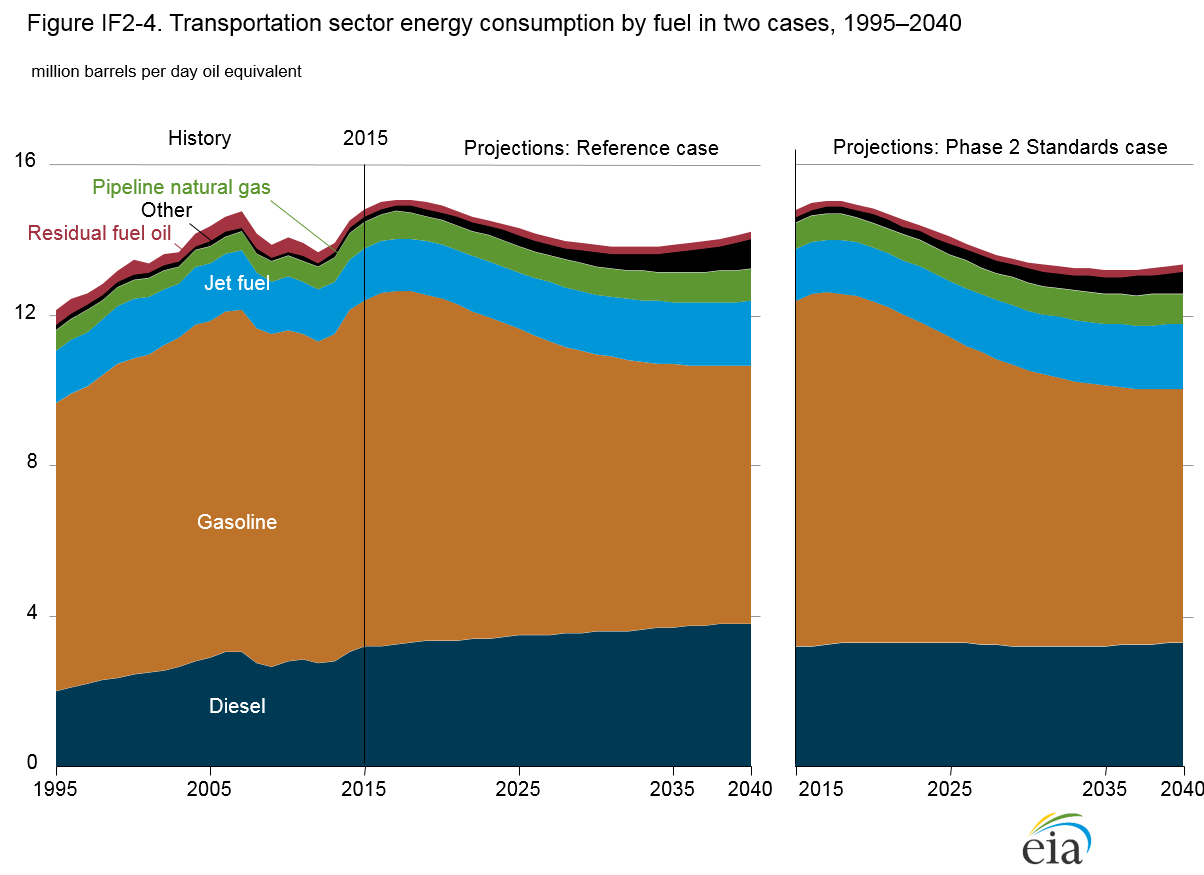 Figure IF2-4. Transportation sector energy consumption by fuel in two cases, 1995–2040
million barrels per day oil equivalent
History
2015
Projections: Reference case
Projections: Phase 2 Standards case
16
Pipeline natural gas
Other
Residual fuel oil
Jet fuel
12
8
Gasoline
4
Diesel
0
1995 2005 2015 2025 2035 2040
2015 2025 2035 2040
eia